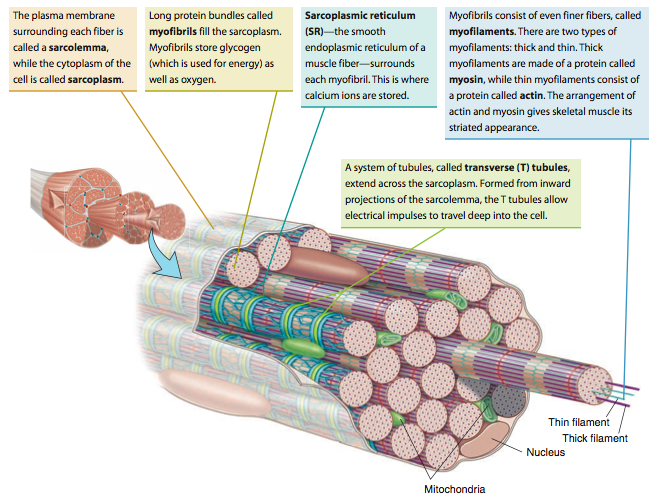 The plasma membrane
surrounding each fiber is
called a sarcolemma,
while the cytoplasm of the
cell is called sarcoplasm.
Long protein bundles called
myofibrils fill the sarcoplasm.
Myofibrils store glycogen
(which is used for energy) as
well as oxygen.
Sarcoplasmic reticulum
(SR)—the smooth
endoplasmic reticulum of a
muscle fiber—surrounds
each myofibril. This is where
calcium ions are stored.
Myofibrils consist of even finer fibers, called
myofilaments. There are two types of
myofilaments: thick and thin. Thick
myofilaments are made of a protein called
myosin, while thin myofilaments consist of
a protein called actin. The arrangement of
actin and myosin gives skeletal muscle its
striated appearance.
A system of tubules, called transverse (T) tubules,
extend across the sarcoplasm. Formed from inward
projections of the sarcolemma, the T tubules allow
electrical impulses to travel deep into the cell.
Thin filament
Thick filament
Nucleus
Mitochondria